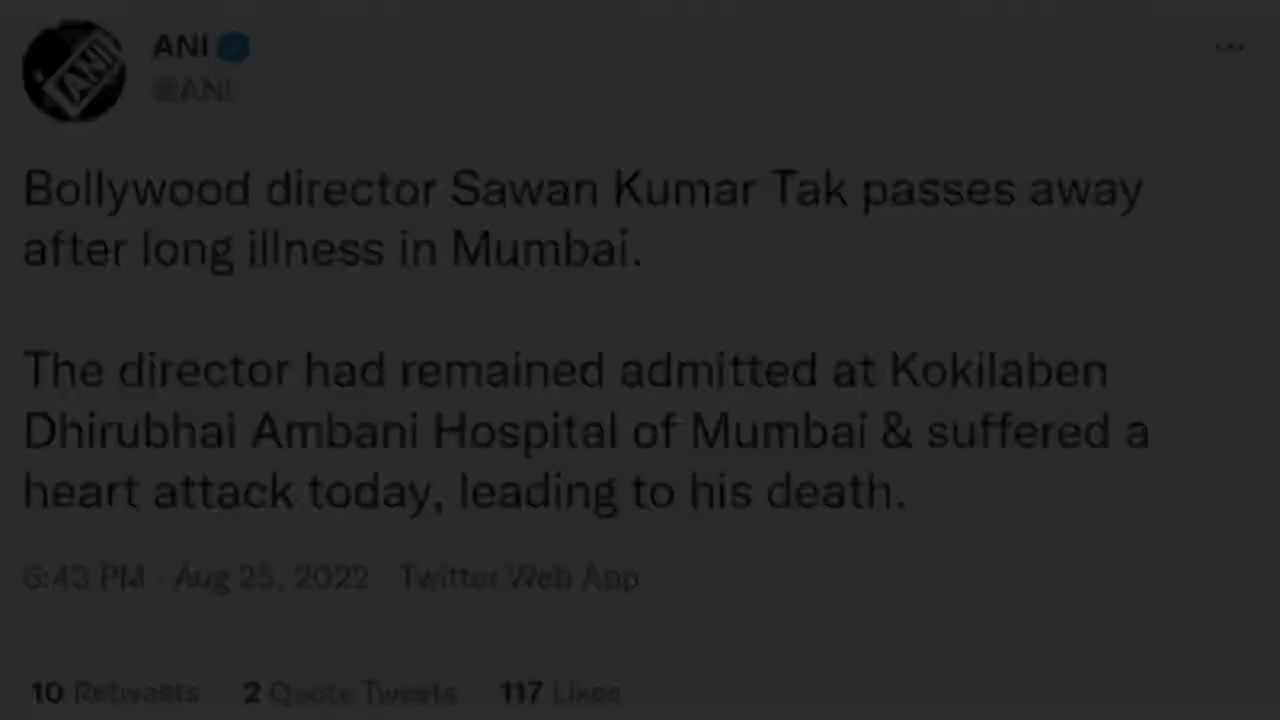 ANI
ANI
@ANI
Bollywood director Sawan Kumar Tak passes away
after long illness in Mumbai.
The director had remained admitted at Kokilaben
Dhirubhai Ambani Hospital of Mumbai & suffered a
heart attack today, leading to his death.
6:43 PM · Aug 25, 2022 · Twitter Web App
10 Retweets 2 Quote Tweets 117 Likes